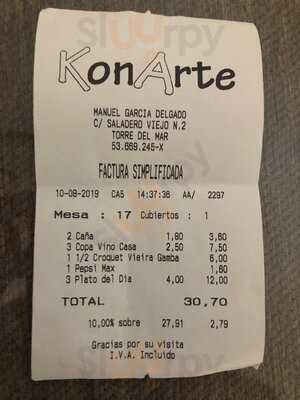 Sluurpy
KonArte
MANUEL GARCIA DELGADO
C/ SALADERO VIEJO N.2
TORRE DEL MAR
53.669.245-X
FACTURA SIMPLIFICADA
10-08-2019 CAS 14:37:36 AA/ 2297
Mesa : 17 Cubiertos : 1
2 Caña 1,90 3,80
3 Copa Vino Casa 2,50 7,50
1 1/2 Croquet Vieira Gamba 6,00
1 Pepsi Max 1,60
3 Plato del Dia 4,00 12,00
TOTAL 30,70
10,00% sobre 27,91 2,79
Gracias por su visita
I.V.A. Incluido